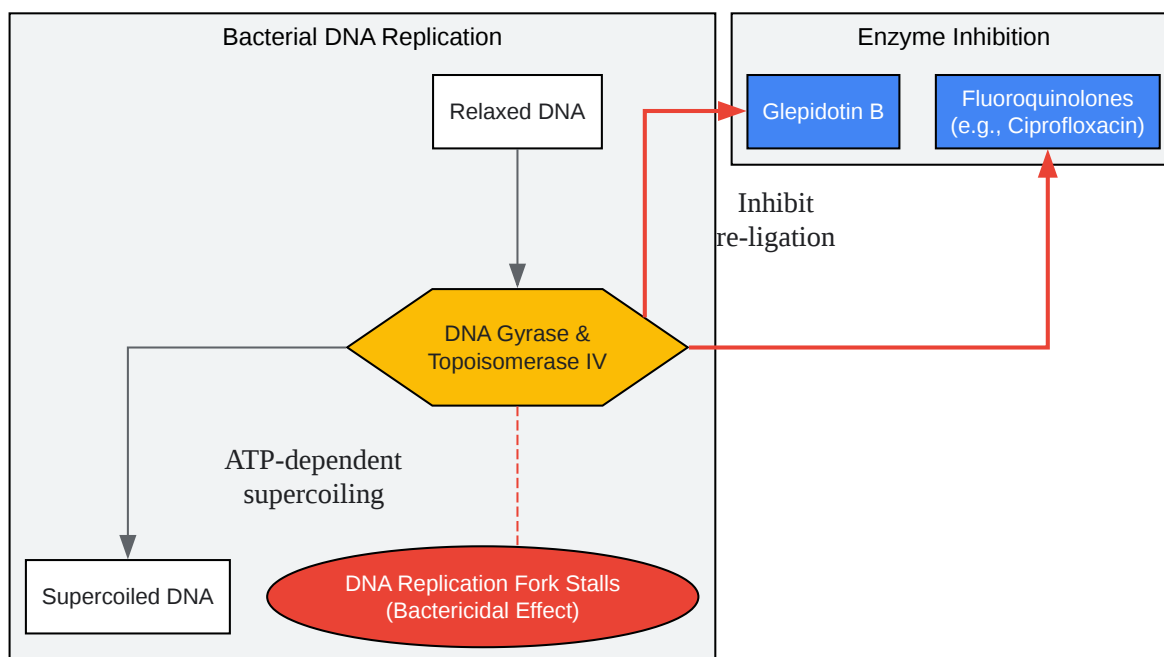 Bacterial DNA Replication
Enzyme Inhibition
Relaxed DNA
Glepidotin B
Fluoroquinolones
(e.g., Ciprofloxacin)
Inhibit
re-ligation
DNA Gyrase &
Topoisomerase IV
ATP-dependent
supercoiling
Supercoiled DNA
DNA Replication Fork Stalls
(Bactericidal Effect)